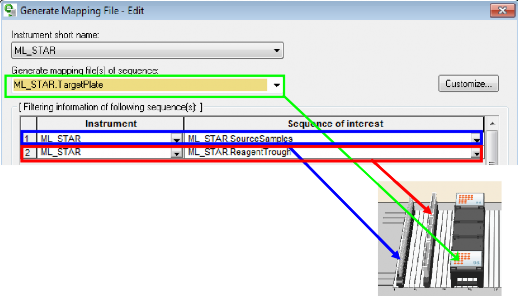 Generate Mapping File - Edit
Instrument short name:
ML_STAR
Generate mapping file(s) of sequence:
ML_STAR.TargetPlate
Customize...
[ Filtering information of following sequence(s): ]
Instrument Sequence of interest
1 ML_STAR ML_STAR.SourceSamples
2 ML_STAR ML_STAR.ReagentTrough